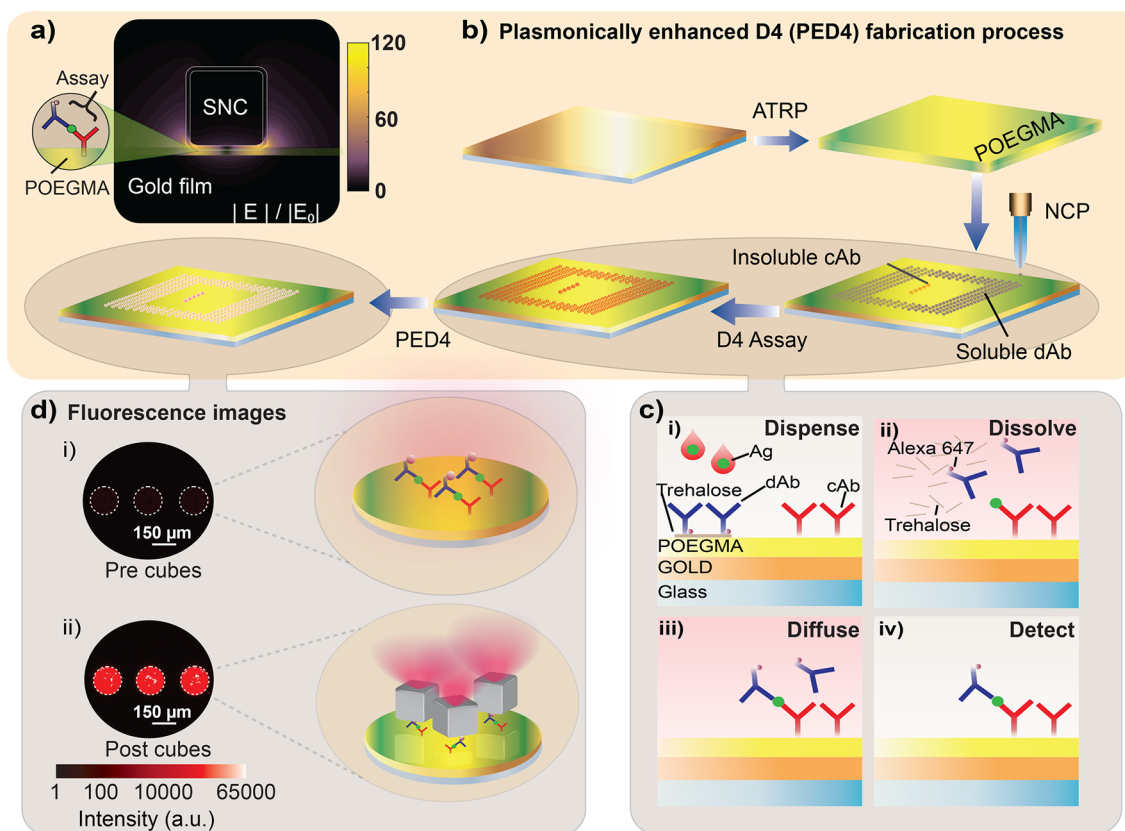 a)
Assay
POEGMA
SNC
Gold film
| E | / |E₀|
120
60
0
b) Plasmonically enhanced D4 (PED4) fabrication process
ATRP
POEGMA
NCP
Insoluble cAb
Soluble dAb
D4 Assay
PED4
d) Fluorescence images
i)
150 µm
Pre cubes
ii)
150 µm
Post cubes
1 100 10000 65000
Intensity (a.u.)
c)
i) Dispense
Ag
Trehalose
dAb
cAb
POEGMA
GOLD
Glass
ii) Dissolve
Alexa 647
Trehalose
iii) Diffuse
iv) Detect